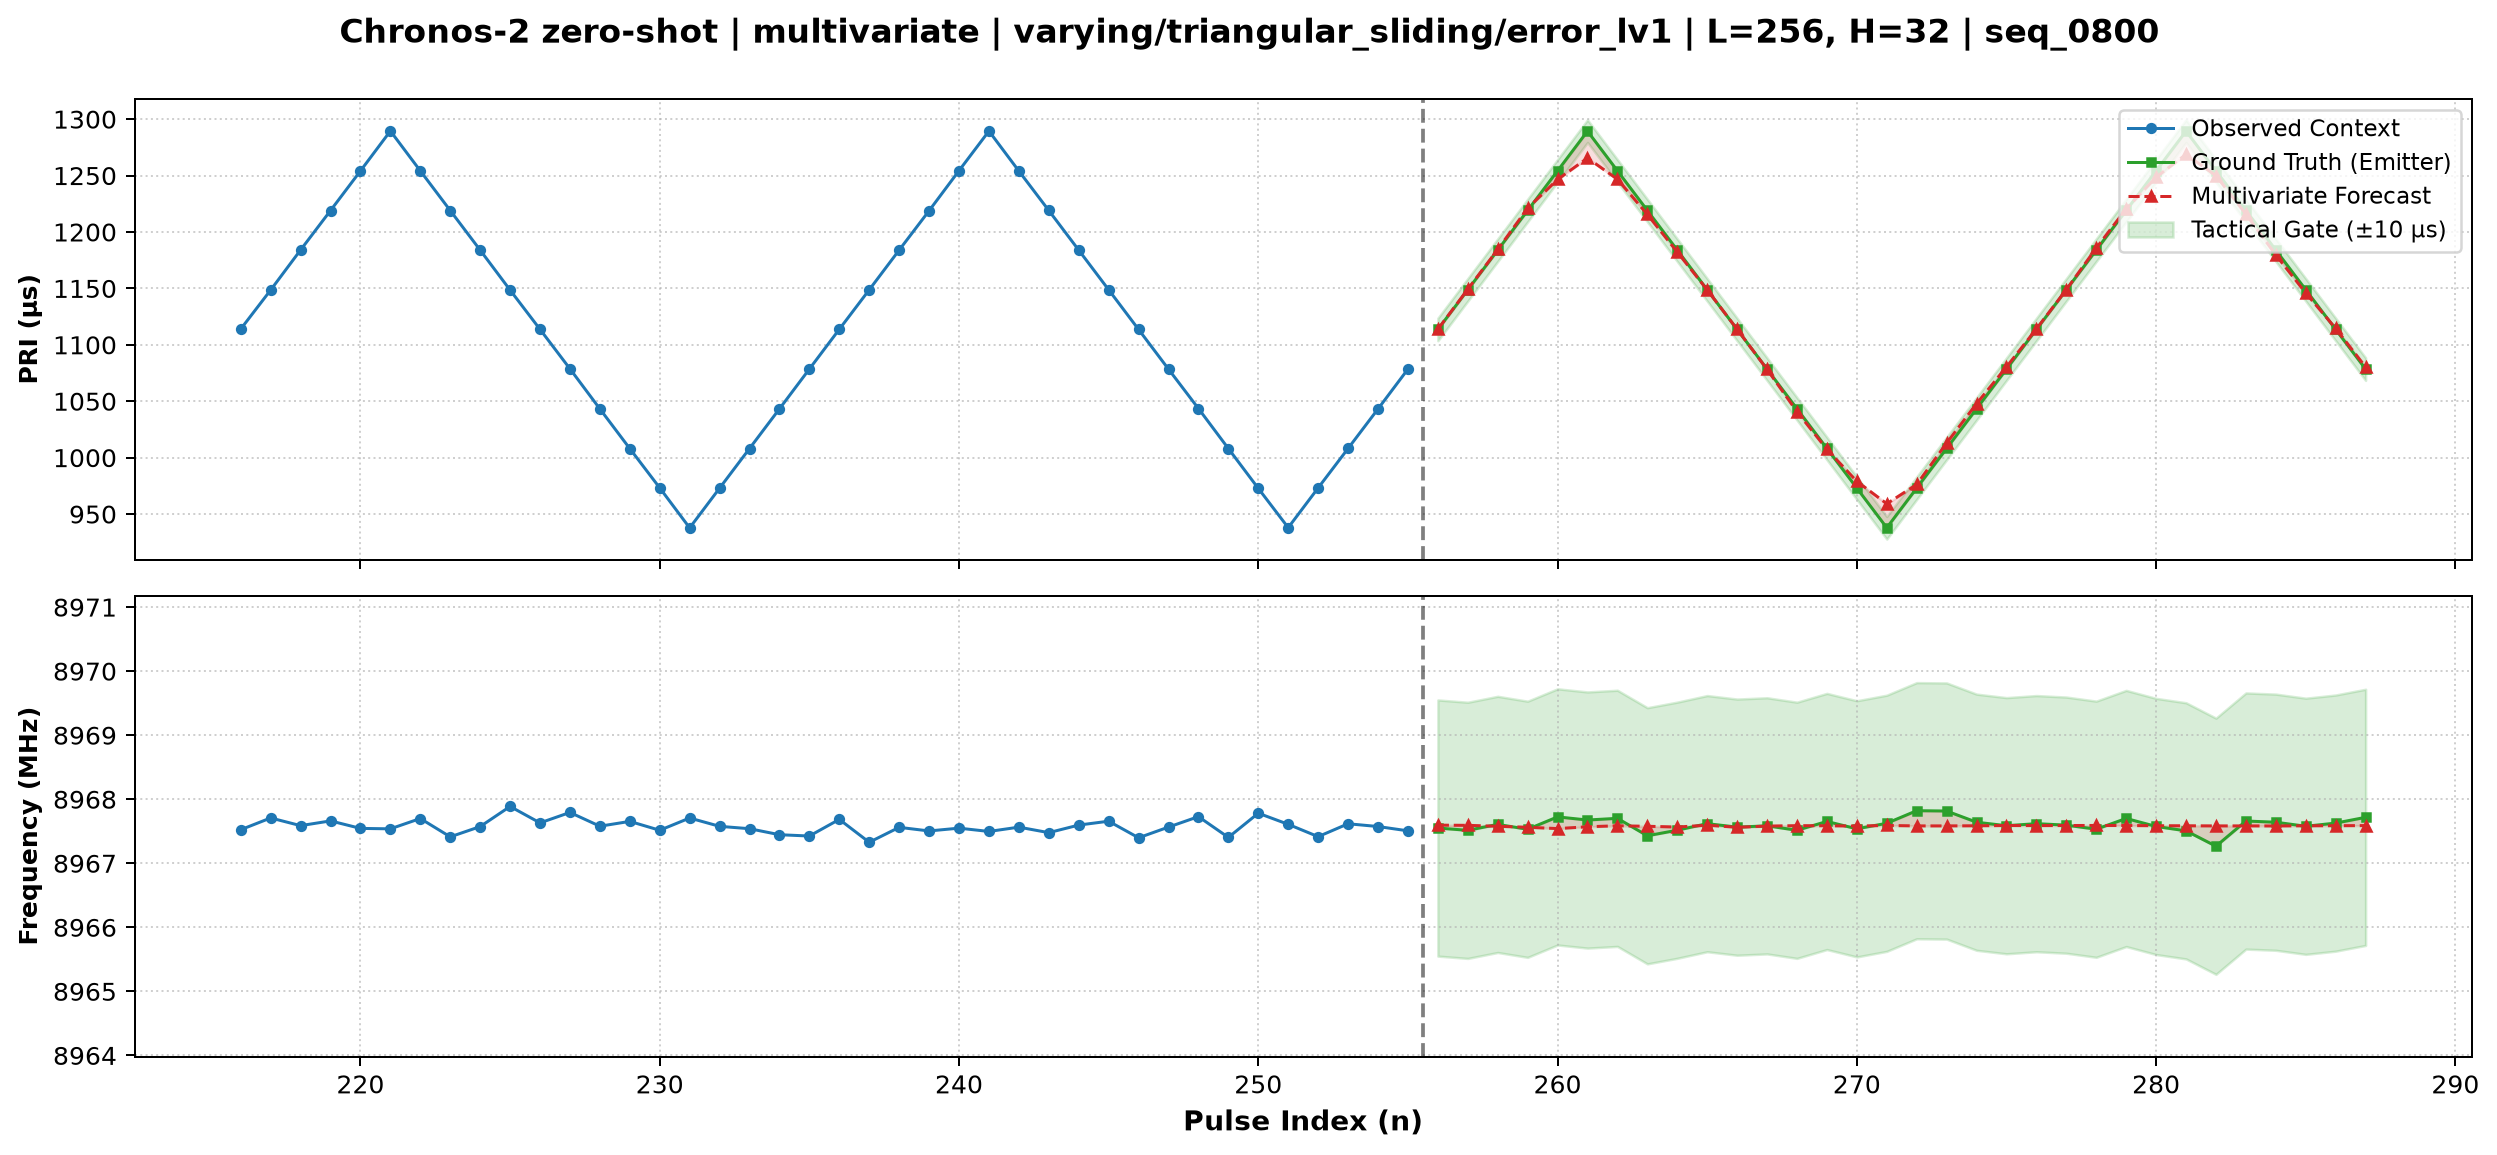 Chronos-2 zero-shot | multivariate | varying/triangular_sliding/error_lv1 | L=256, H=32 | seq_0800
1300
1250
1200
1150
1100
1050
1000
950
PRI (µs)
Observed Context
Ground Truth (Emitter)
Multivariate Forecast
Tactical Gate (±10 µs)
8971
8970
8969
8968
8967
8966
8965
8964
Frequency (MHz)
220 230 240 250 260 270 280 290
Pulse Index (n)